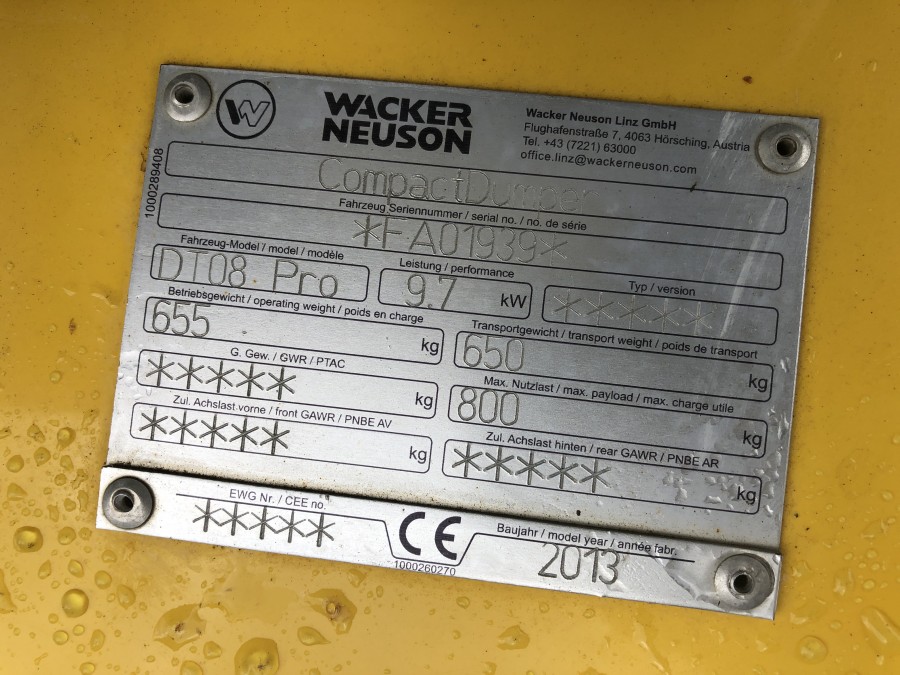 WACKER
NEUSON
Wacker Neuson Linz GmbH
Flughafenstraße 7, 4063 Hörsching, Austria
Tel. +43 (7221) 63000
office.linz@wackerneuson.com
1000289408
CompactDumper
Fahrzeug Seriennummer / serial no. / no. de série
*FA01939*
Fahrzeug-Model / model / modèle
DT08 Pro
Leistung / performance
9.7 kW
Typ / version
*****
Betriebsgewicht / operating weight / poids en charge
655 kg
Transportgewicht / transport weight / poids de transport
650 kg
G. Gew. / GWR / PTAC
***** kg
Max. Nutzlast / max. payload / max. charge utile
800 kg
Zul. Achslast vorne / front GAWR / PNBE AV
***** kg
Zul. Achslast hinten / rear GAWR / PNBE AR
***** kg
EWG Nr. / CEE no.
*****
CE
1000260270
Baujahr / model year / année fabr.
2013